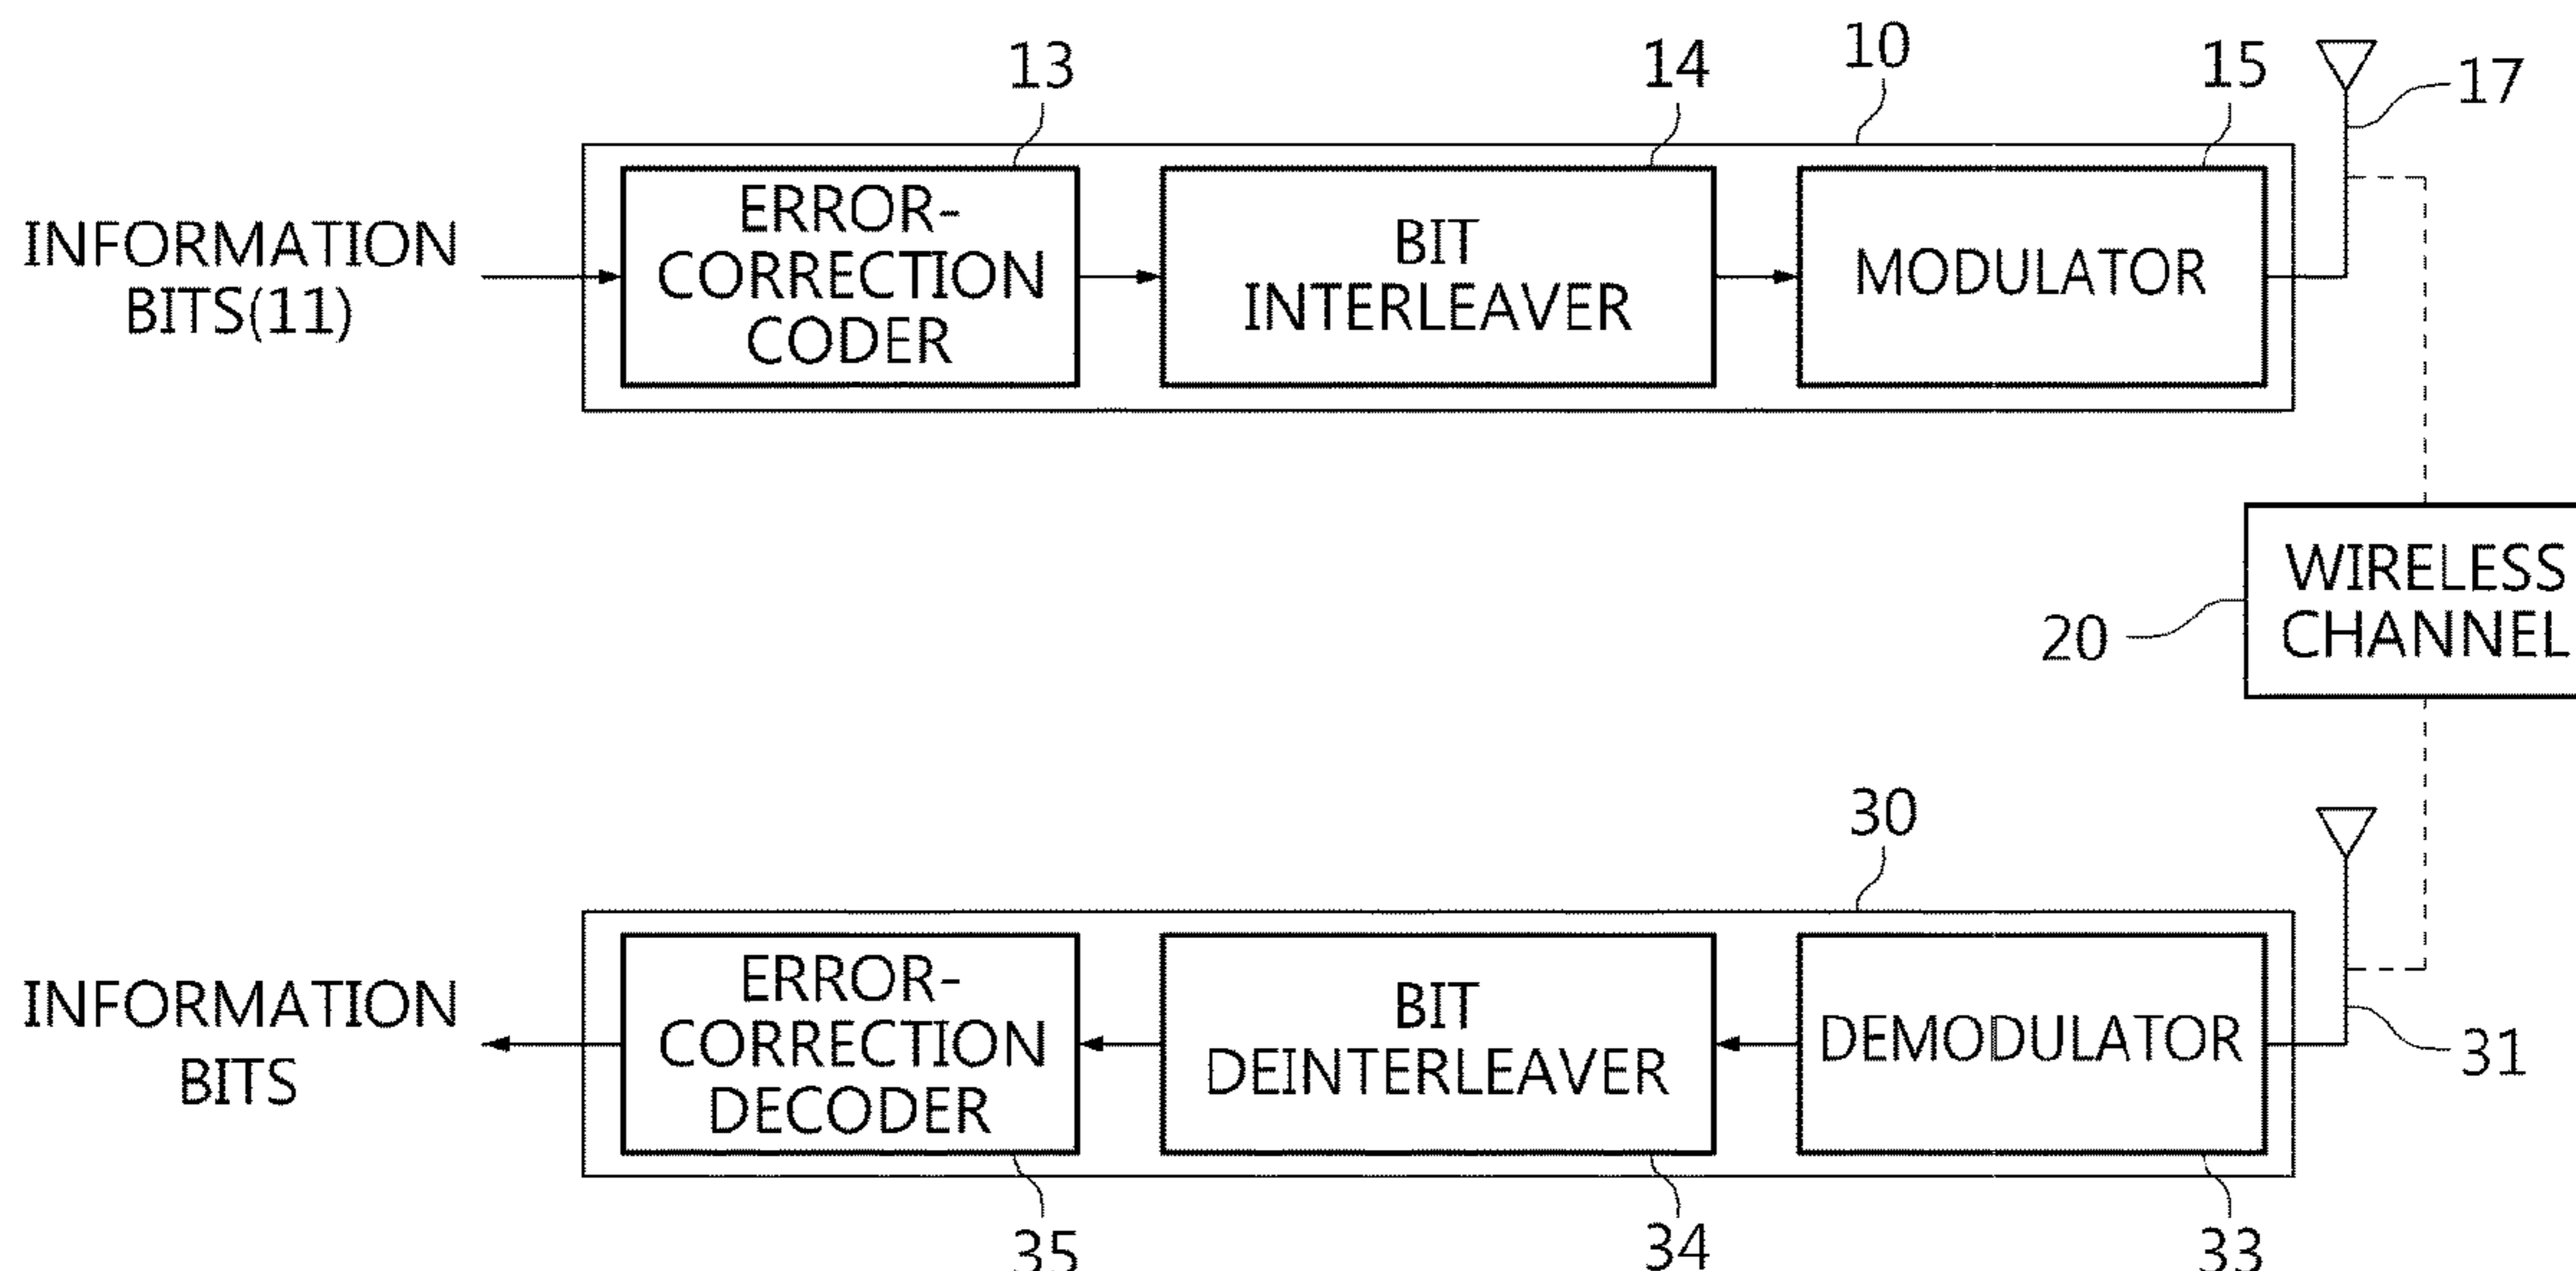 13
14
10
15
17
INFORMATION
BITS(11)
ERROR-
CORRECTION
CODER
BIT
INTERLEAVER
MODULATOR
WIRELESS
CHANNEL
20
30
INFORMATION
BITS
ERROR-
CORRECTION
DECODER
BIT
DEINTERLEAVER
DEMODULATOR
31
35
34
33